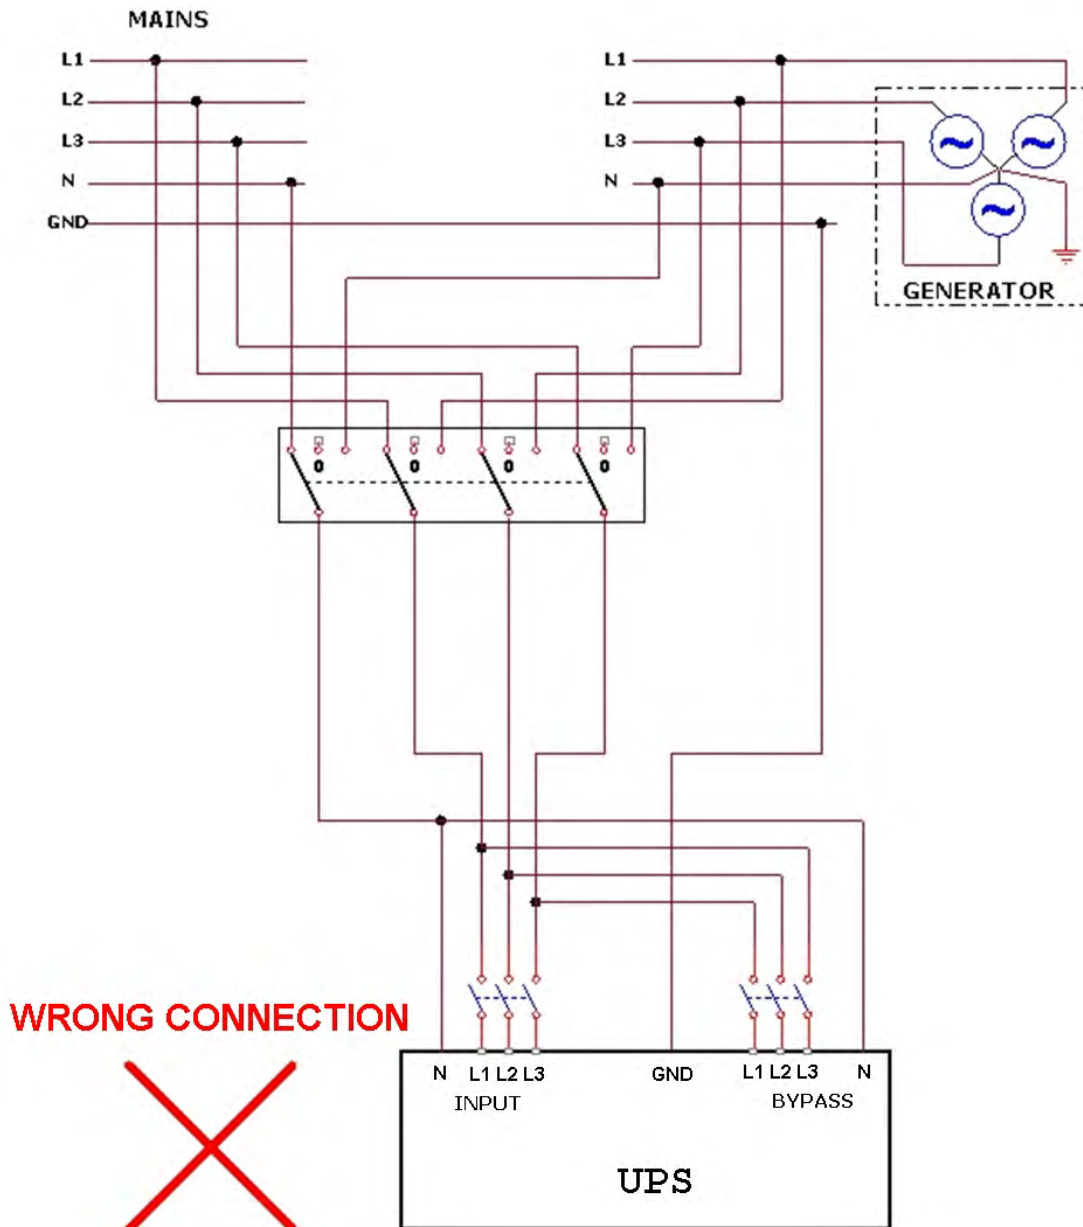 MAINS
L1
L2
L3
N
GND
L1
L2
L3
N
GENERATOR
0 0 0 0
WRONG CONNECTION
N L1 L2 L3 GND L1 L2 L3 N
INPUT BYPASS
UPS